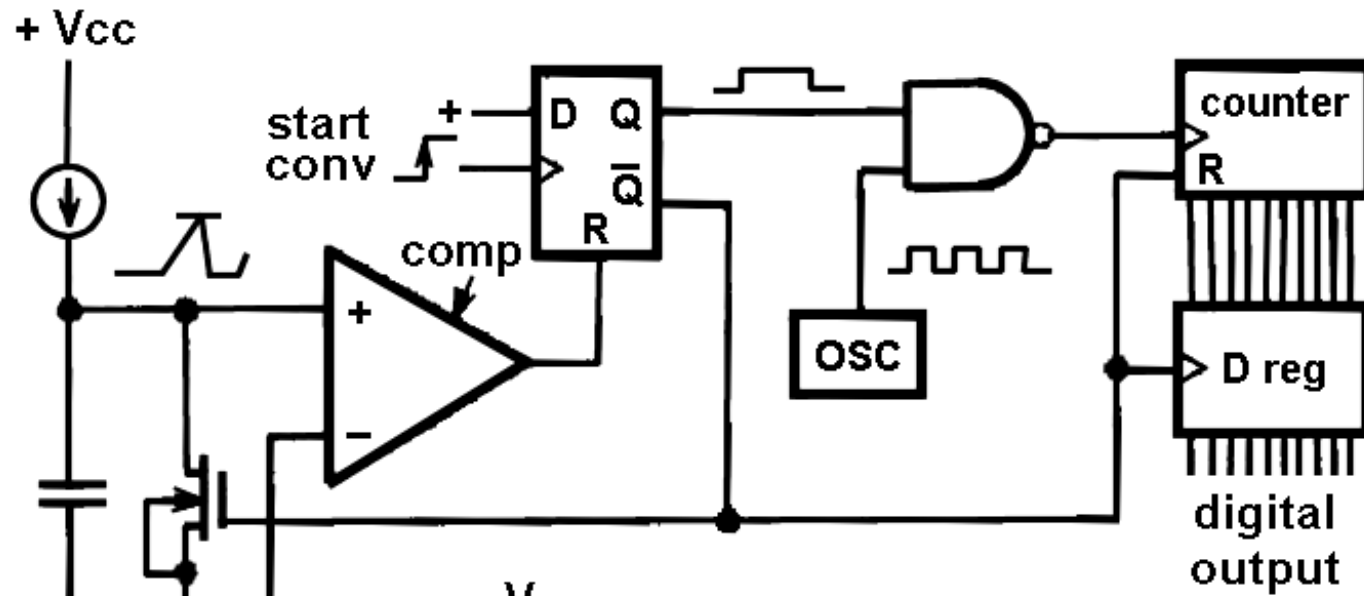 + Vcc
start
conv
+
D Q
Q̅
R
comp
+
−
OSC
counter
R
D reg
digital
output
V